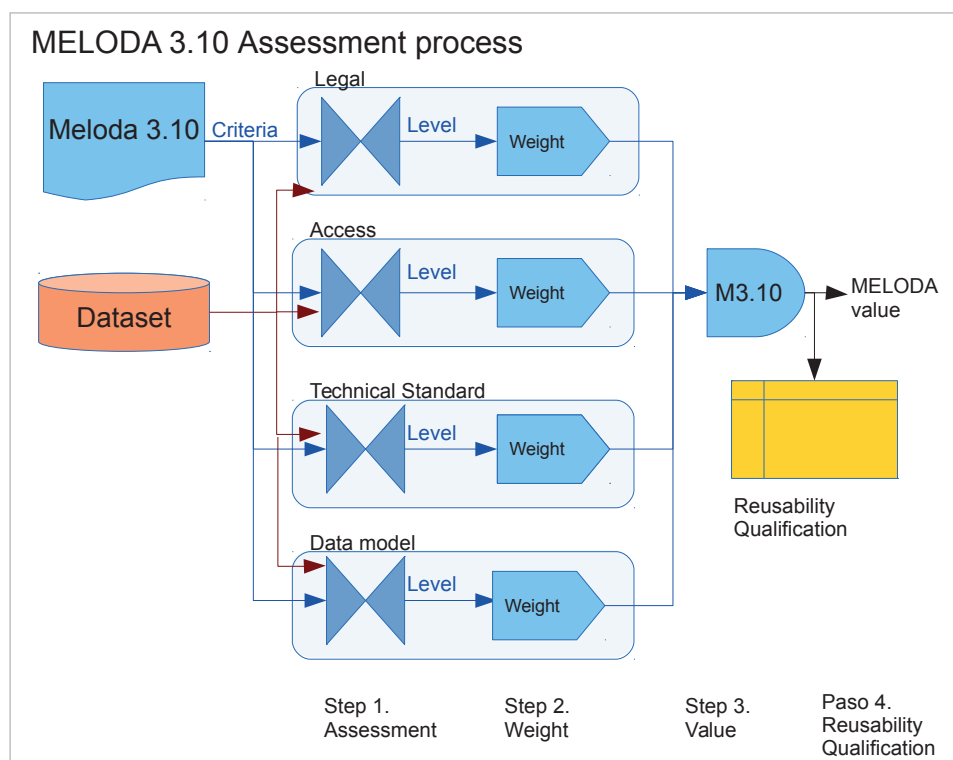 MELODA 3.10 Assessment process
Legal
Meloda 3.10
Criteria
Level
Weight
Access
Level
Weight
Dataset
M3.10
MELODA
value
Technical Standard
Level
Weight
Reusability
Qualification
Data model
Level
Weight
Step 1.
Assessment
Step 2.
Weight
Step 3.
Value
Paso 4.
Reusability
Qualification